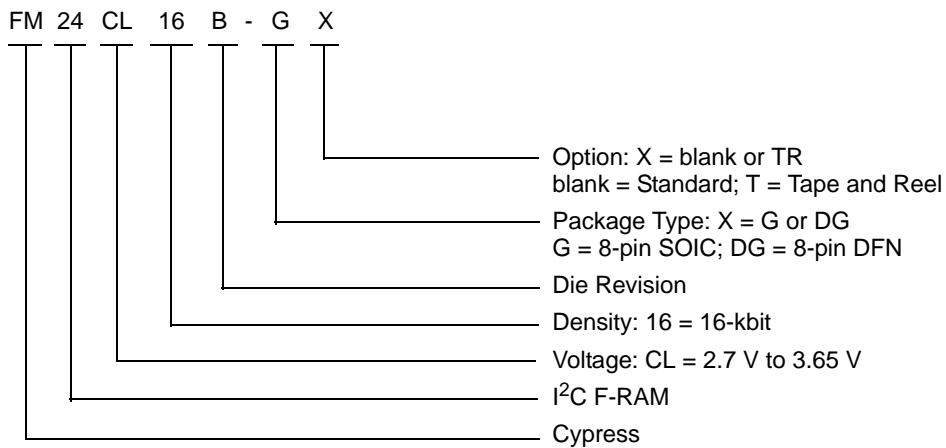 FM 24 CL 16 B - G X
Option: X = blank or TR
blank = Standard; T = Tape and Reel
Package Type: X = G or DG
G = 8-pin SOIC; DG = 8-pin DFN
Die Revision
Density: 16 = 16-kbit
Voltage: CL = 2.7 V to 3.65 V
I²C F-RAM
Cypress